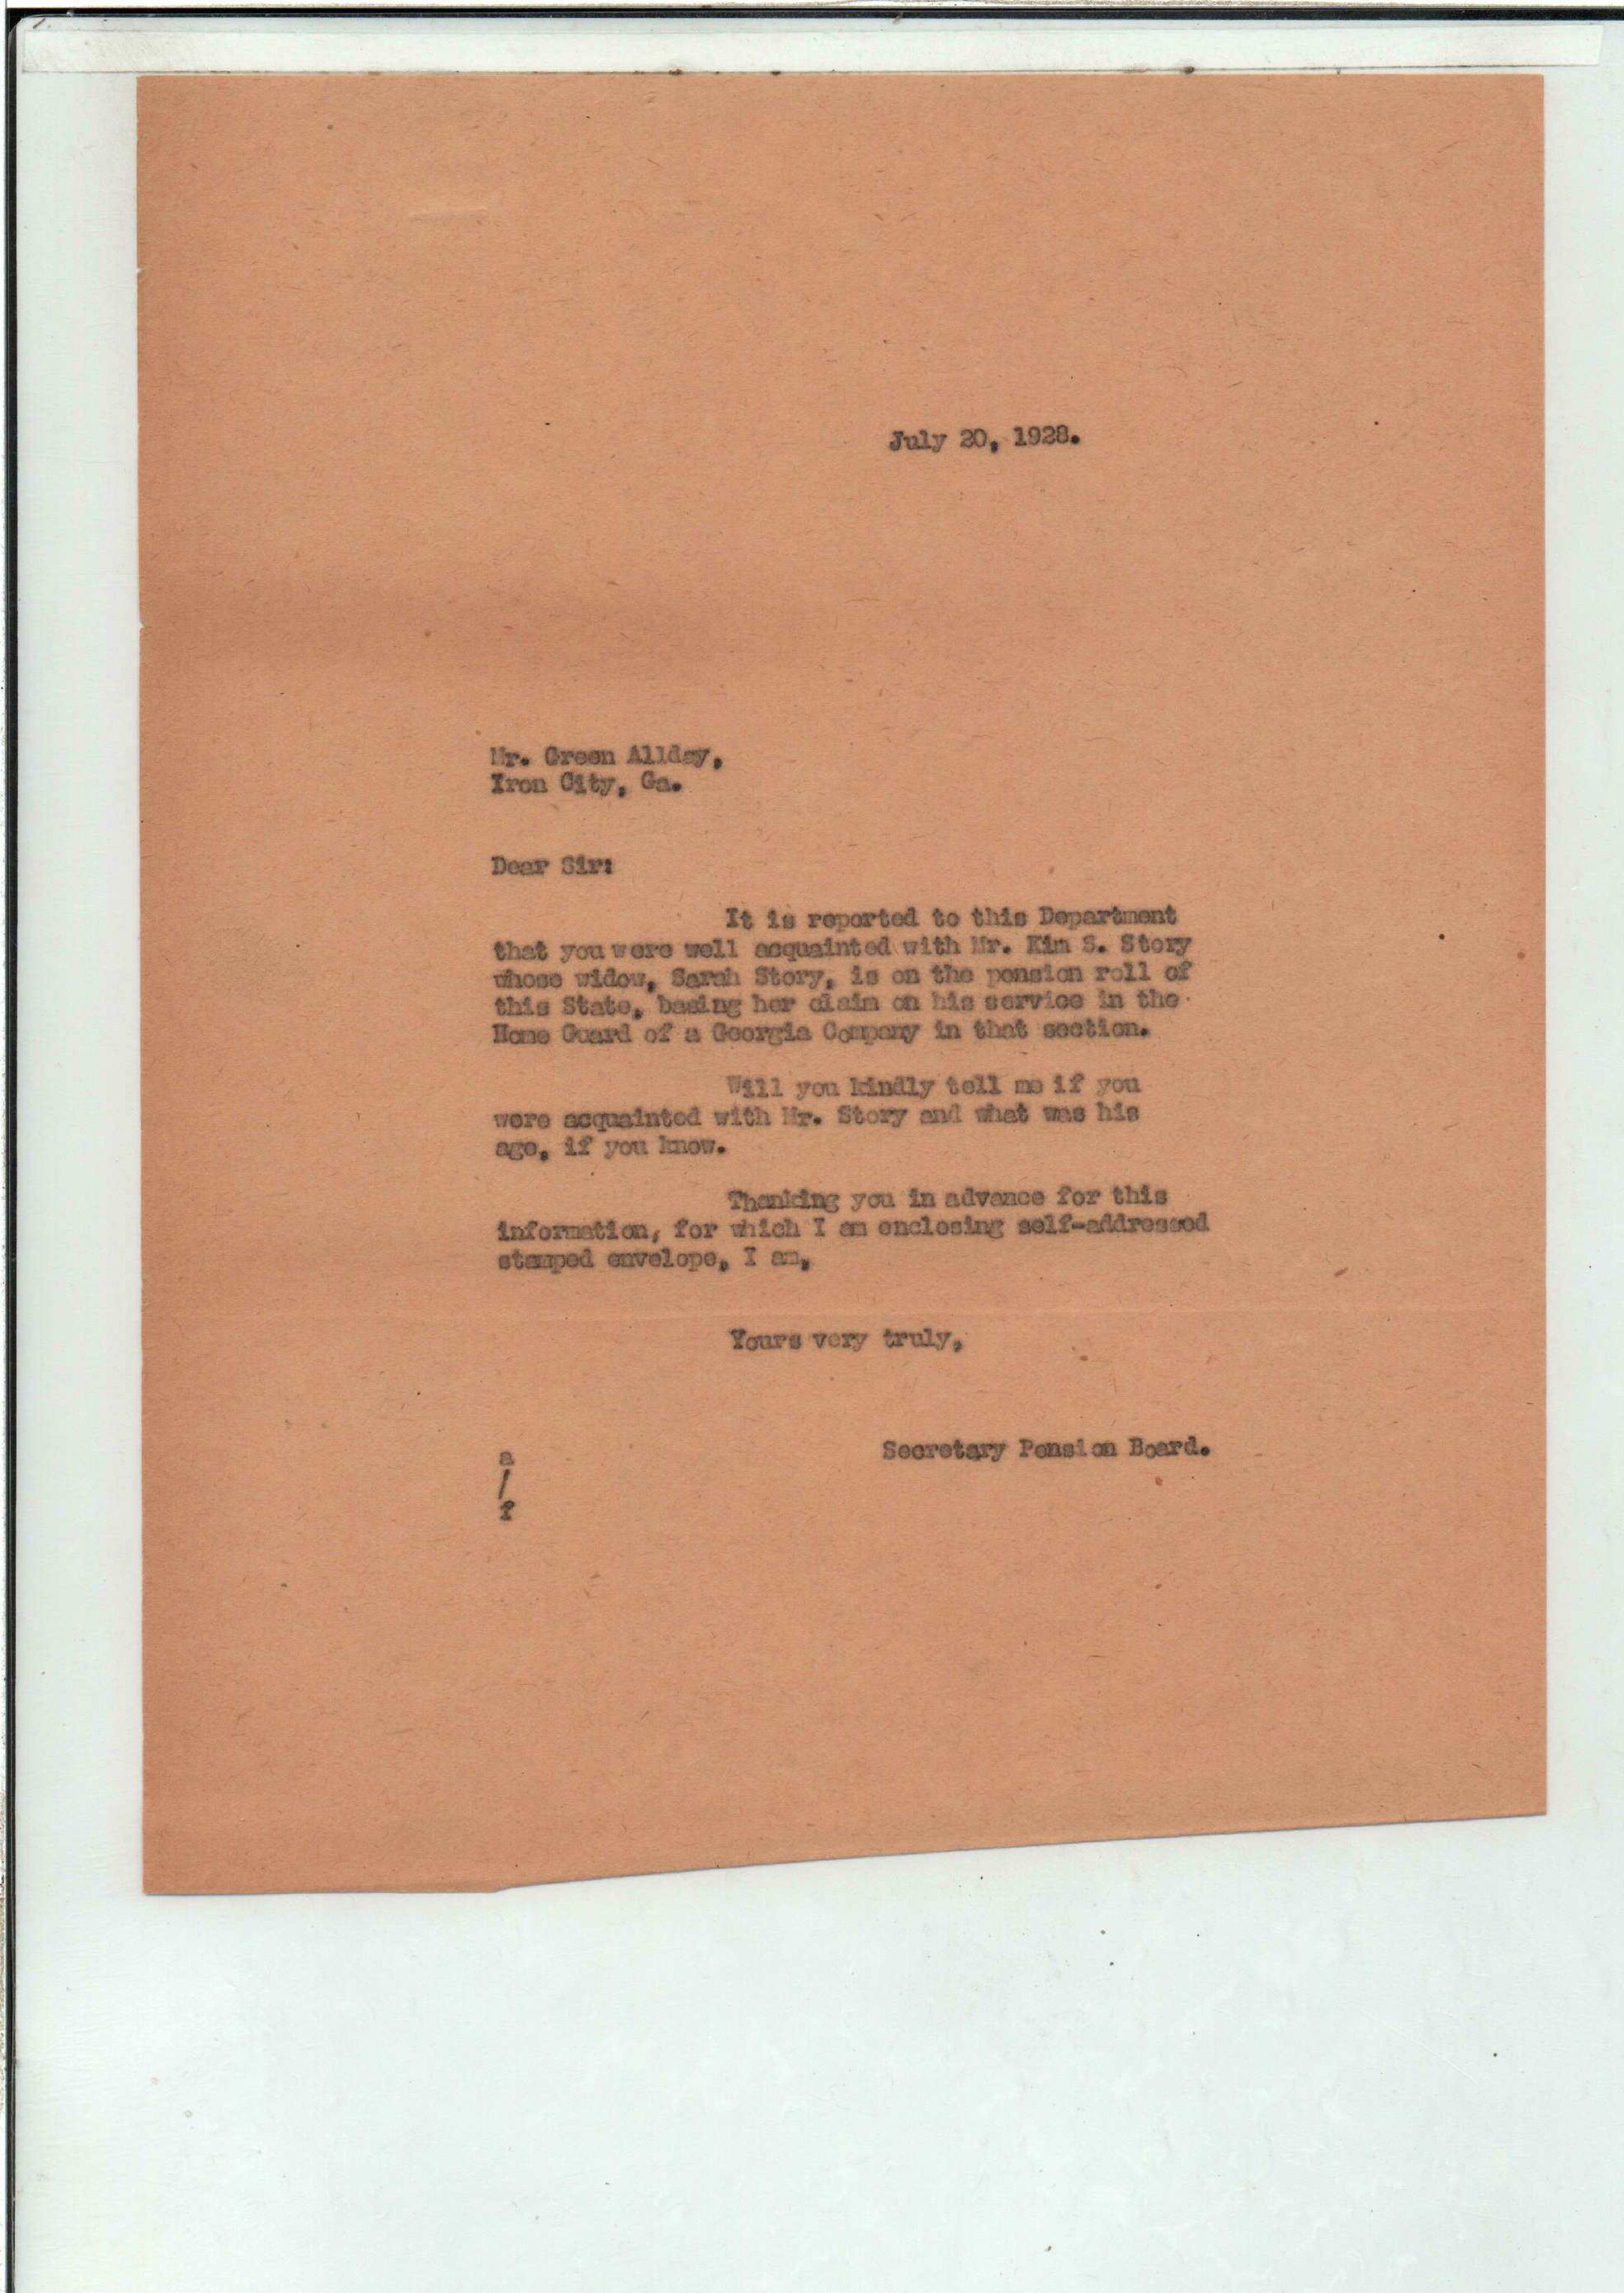 July 20, 1928.
Mr. Green Allday,
Iron City, Ga.
Dear Sir:
It is reported to this Department
that you were well acquainted with Mr. Kim S. Story
whose widow, Sarah Story, is on the pension roll of
this State, basing her claim on his service in the
Home Guard of a Georgia Company in that section.
Will you kindly tell me if you
were acquainted with Mr. Story and what was his
age, if you know.
Thanking you in advance for this
information, for which I am enclosing self-addressed
stamped envelope, I am,
Yours very truly,
Secretary Pension Board.
a
/
f